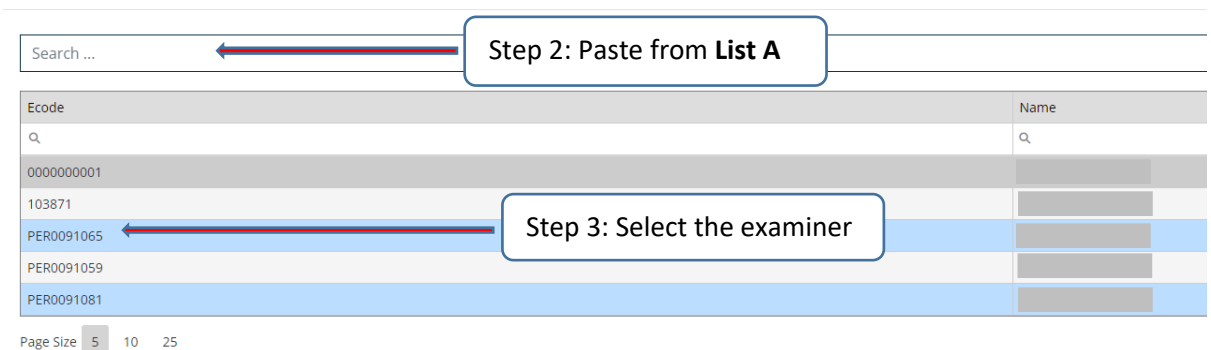 Search ...
Step 2: Paste from List A
Ecode Name
0000000001
103871
Step 3: Select the examiner
PER0091065
PER0091059
PER0091081
Page Size 5 10 25